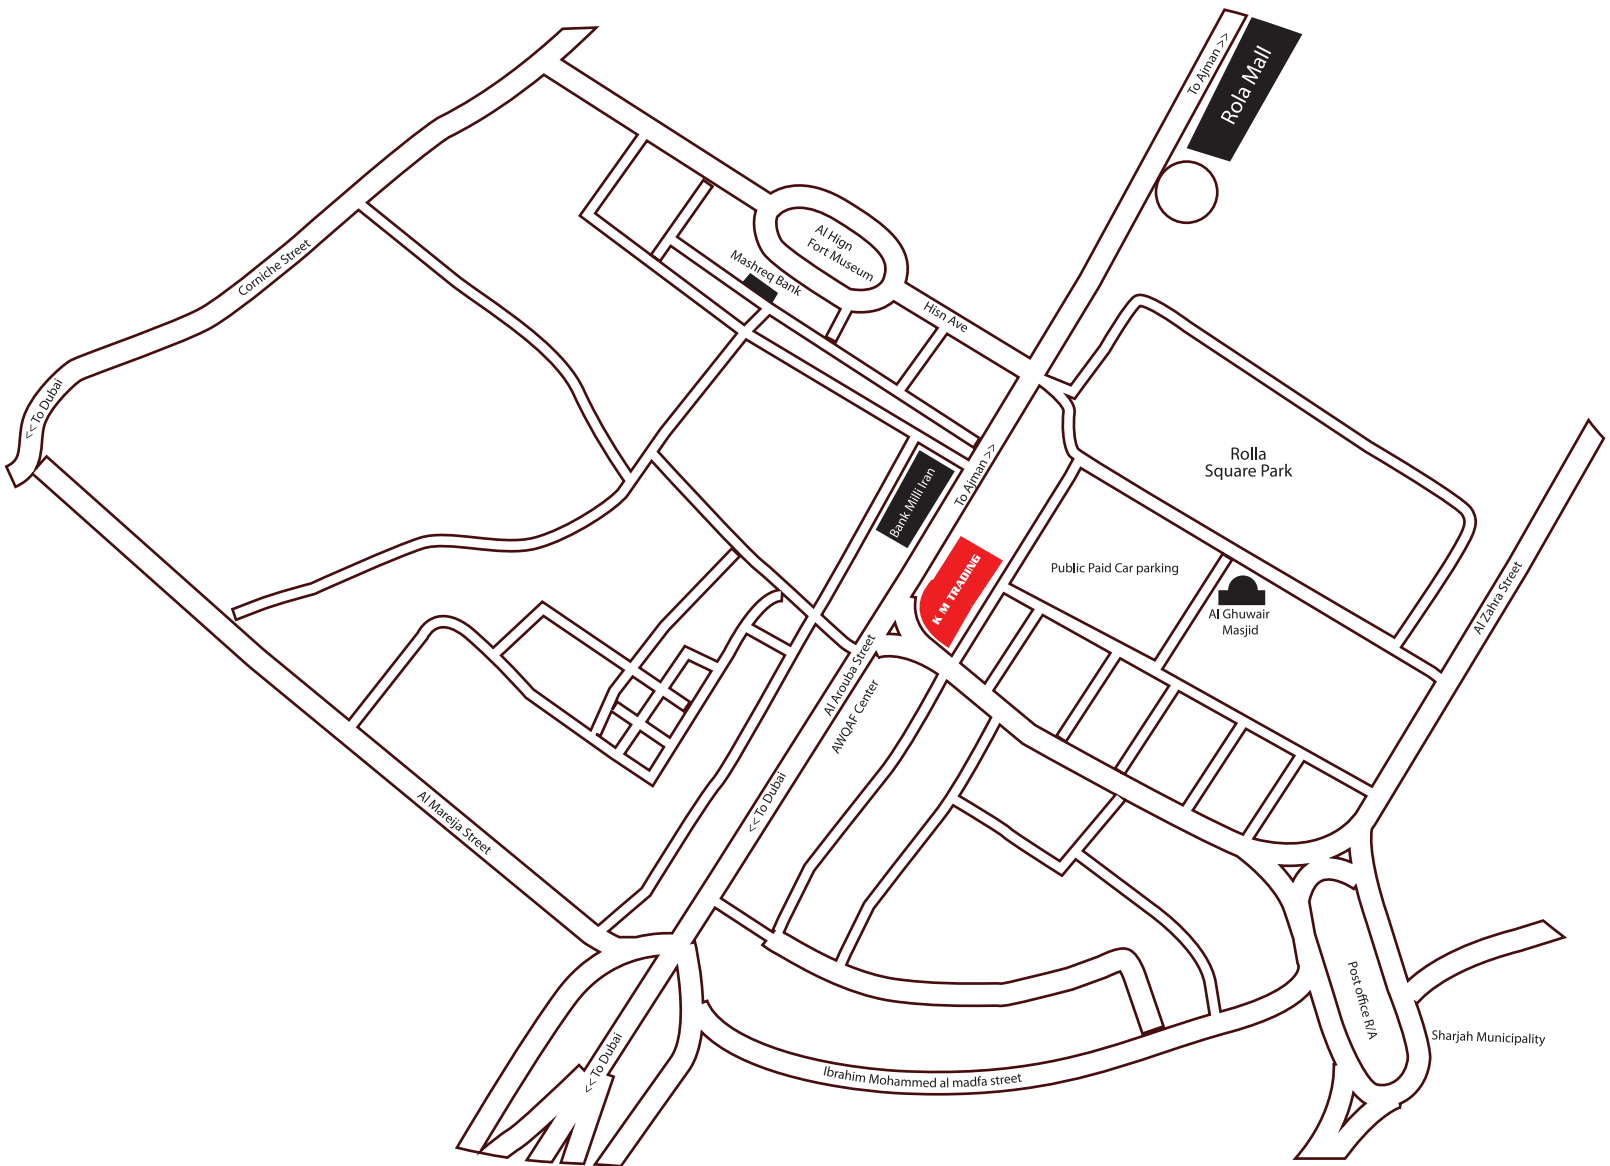 To Ajman >>
Rola Mall
Corniche Street
Al Hign
Fort Museum
Mashreq Bank
Hisn Ave
<< To Dubai
To Ajman >>
Rolla
Square Park
Bank Milli Iran
K M TRADING
Public Paid Car parking
Al Ghuwair
Masjid
Al Zahra Street
Al Arouba Street
AWQAF Center
<< To Dubai
Al Mareija Street
Post office R/A
Sharjah Municipality
<< To Dubai
Ibrahim Mohammed al madfa street